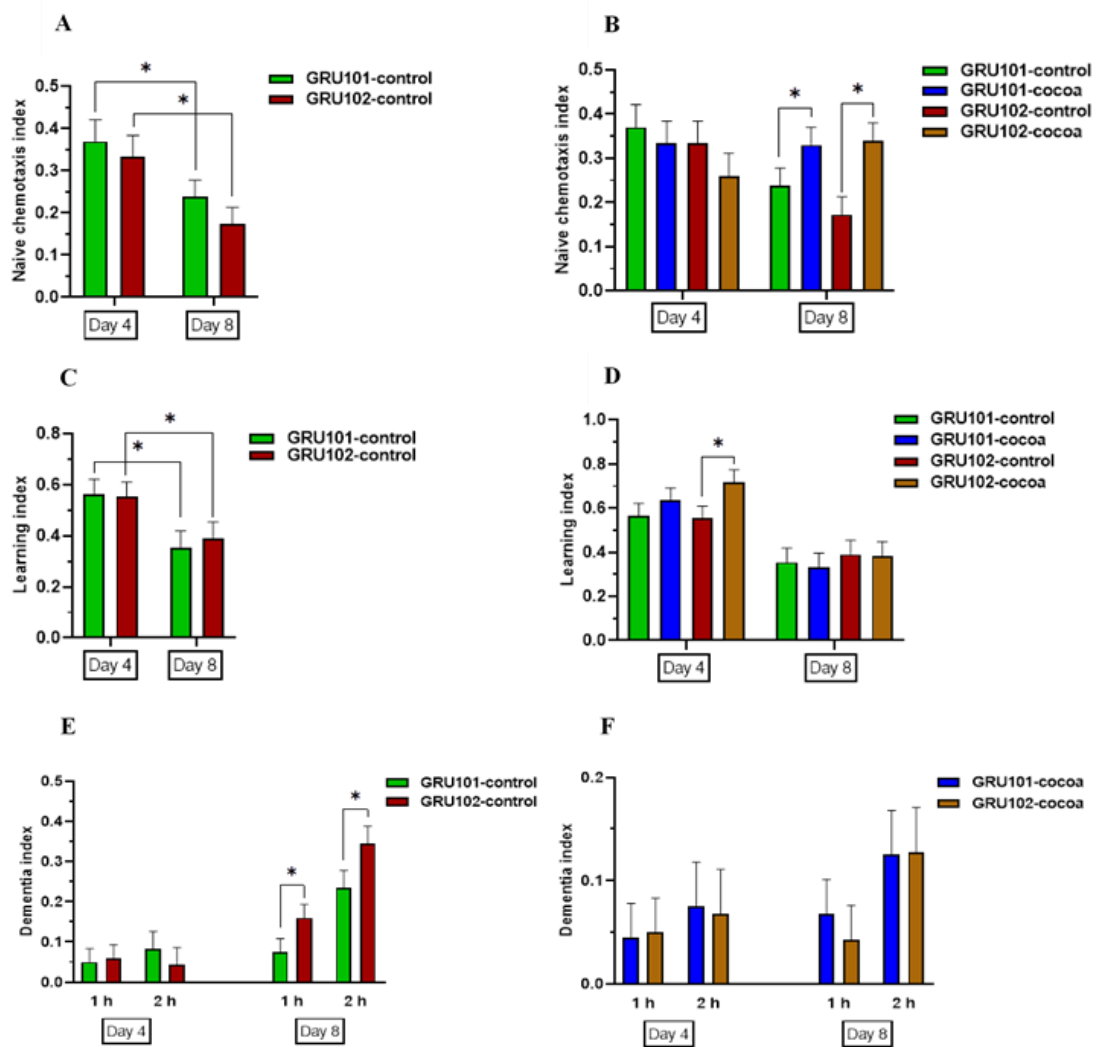 A
*
*
GRU101-control
GRU102-control
Naive chemotaxis index
0.5
0.4
0.3
0.2
0.1
0.0
Day 4
Day 8
B
*
*
GRU101-control
GRU101-cocoa
GRU102-control
GRU102-cocoa
Naive chemotaxis index
0.5
0.4
0.3
0.2
0.1
0.0
Day 4
Day 8
C
*
*
GRU101-control
GRU102-control
Learning index
0.8
0.6
0.4
0.2
0.0
Day 4
Day 8
D
*
GRU101-control
GRU101-cocoa
GRU102-control
GRU102-cocoa
Learning index
1.0
0.8
0.6
0.4
0.2
0.0
Day 4
Day 8
E
*
*
GRU101-control
GRU102-control
Dementia index
0.5
0.4
0.3
0.2
0.1
0.0
1 h
2 h
1 h
2 h
Day 4
Day 8
F
GRU101-cocoa
GRU102-cocoa
Dementia index
0.2
0.1
0.0
1 h
2 h
1 h
2 h
Day 4
Day 8